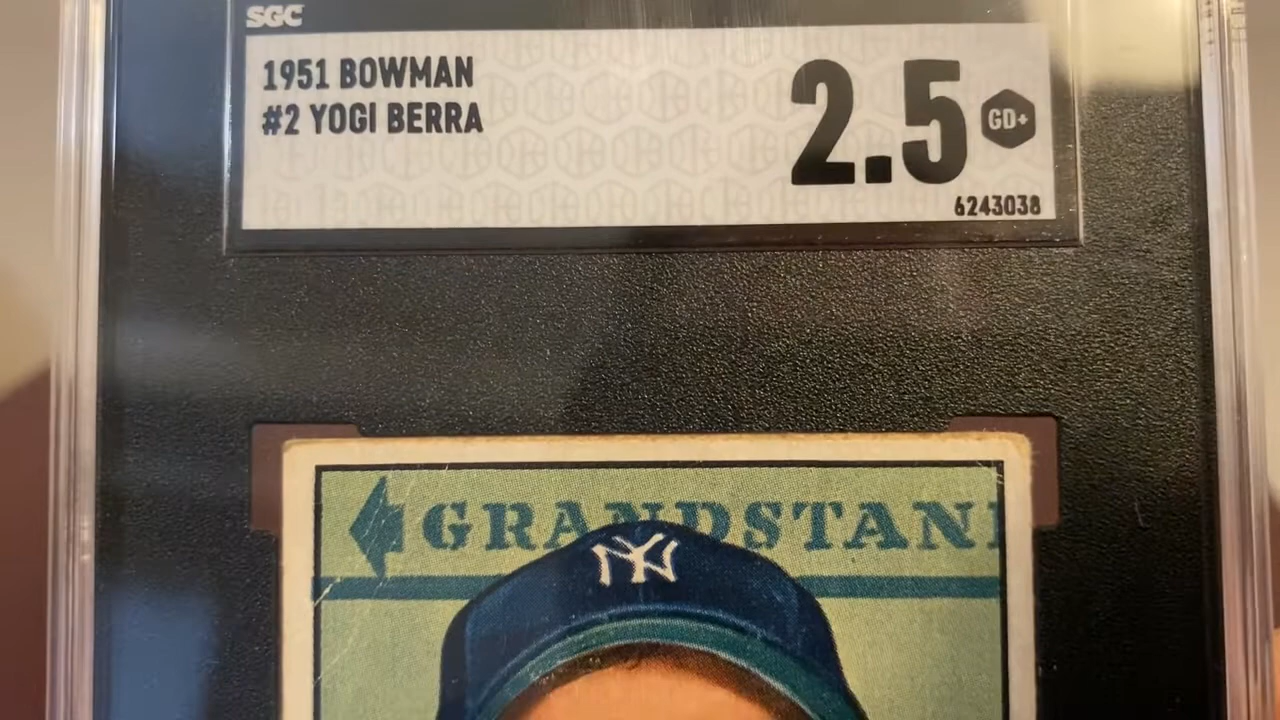 SGC
1951 BOWMAN
#2 YOGI BERRA
2.5 GD+
6243038
GRANDSTAN
NY